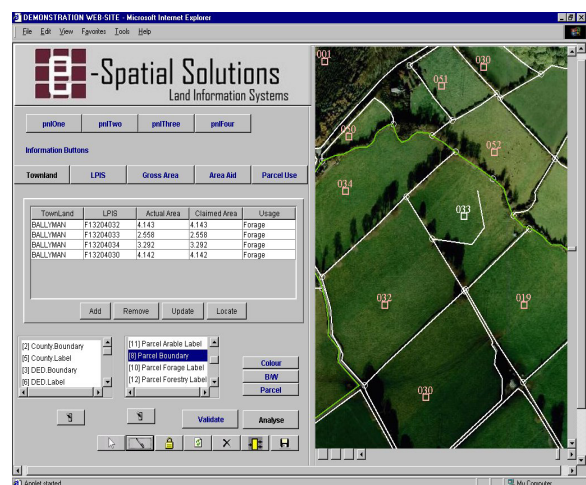 DEMONSTRATION WEB-SITE - Microsoft Internet Explorer
File Edit View Favorites Tools Help
-Spatial Solutions
Land Information Systems
pnlOne pnlTwo pnlThree pnlFour
Information Buttons
Townland LPIS Gross Area Area Aid Parcel Use
TownLand LPIS Actual Area Claimed Area Usage
BALLYMAN F13204032 4.143 4.143 Forage
BALLYMAN F13204033 2.558 2.558 Forage
BALLYMAN F13204034 3.292 3.292 Forage
BALLYMAN F13204030 4.142 4.142 Forage
Add Remove Update Locate
[2] County.Boundary
[5] County.Label
[3] DED.Boundary
[6] DED.Label
[11] Parcel Arable Label
[8] Parcel Boundary
[10] Parcel Forage Label
[12] Parcel Forestry Label
Colour
B/W
Parcel
Validate Analyse
001
030
051
050
052
034
033
032
019
030
Applet started
My Computer